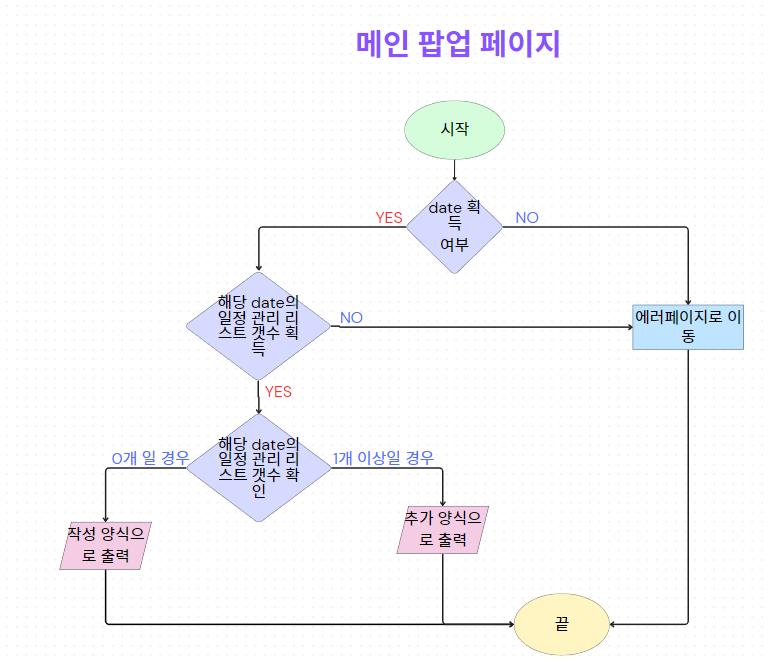 메인 팝업 페이지
시작
date 획
득
여부
YES
NO
해당 date의
일정 관리 리
스트 갯수 획
득
NO
에러페이지로 이
동
YES
해당 date의
일정 관리 리
스트 갯수 확
인
0개 일 경우
1개 이상일 경우
작성 양식으
로 출력
추가 양식으
로 출력
끝